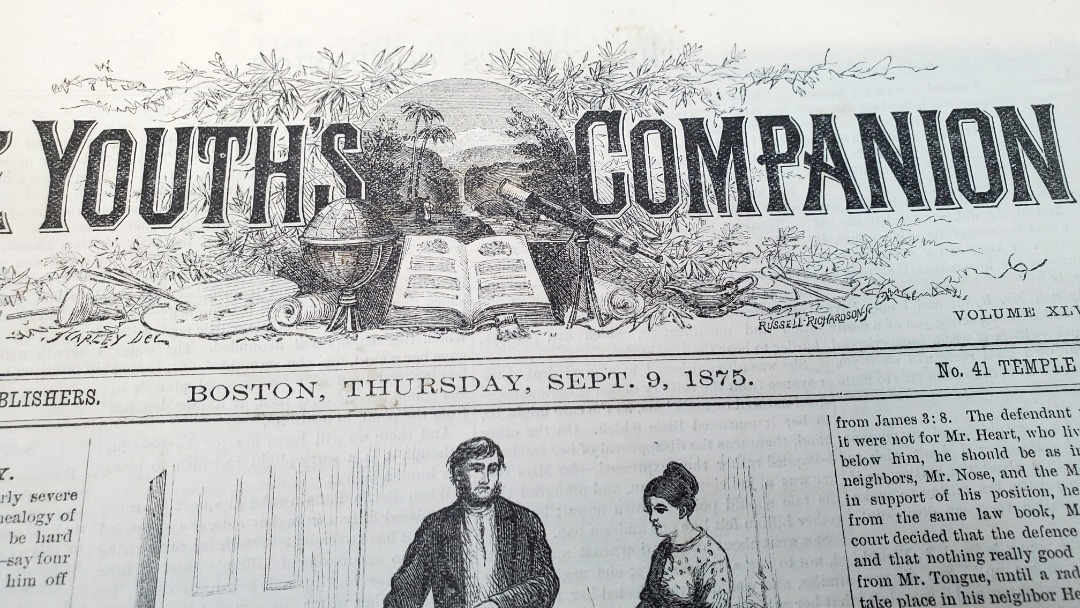 YOUTH'S COMPANION
RUSSELL-RICHARDSON Sc
VOLUME XLV
BLISHERS.
BOSTON, THURSDAY, SEPT. 9, 1875.
No. 41 TEMPLE
Y.
rly severe
nealogy of
be hard
—say four
him off
from James 3: 8. The defendant
it were not for Mr. Heart, who liv
below him, he should be as in
neighbors, Mr. Nose, and the M
in support of his position, he
from the same law book, M
court decided that the defence
and that nothing really good
from Mr. Tongue, until a rad
take place in his neighbor He